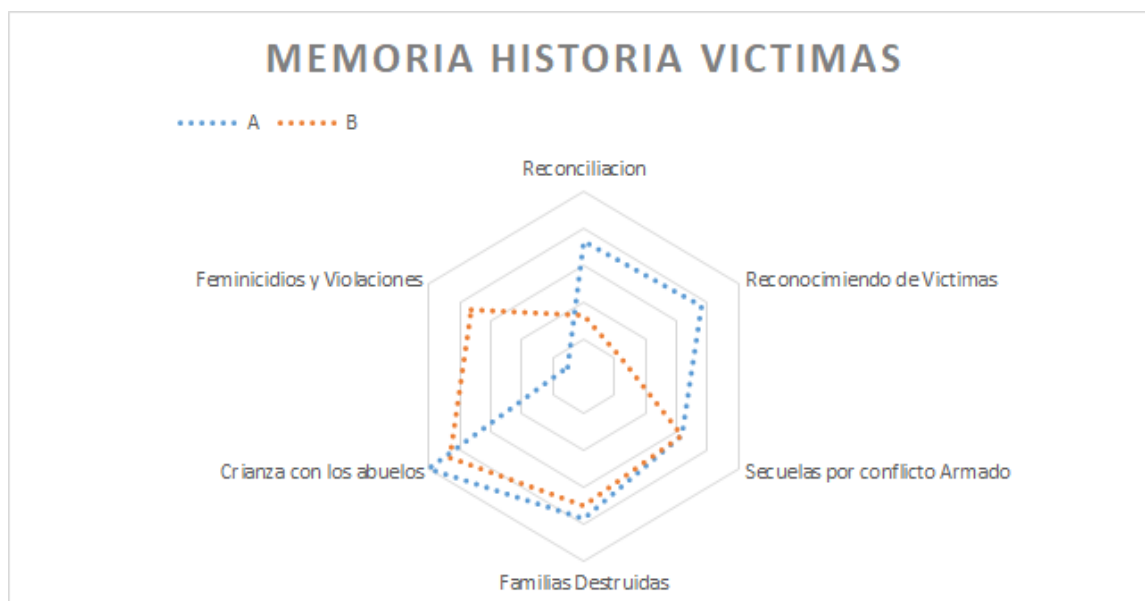 MEMORIA HISTORIA VICTIMAS
A B
Reconciliacion
Feminicidios y Violaciones
Reconocimiendo de Victimas
Crianza con los abuelos
Secuelas por conflicto Armado
Familias Destruidas